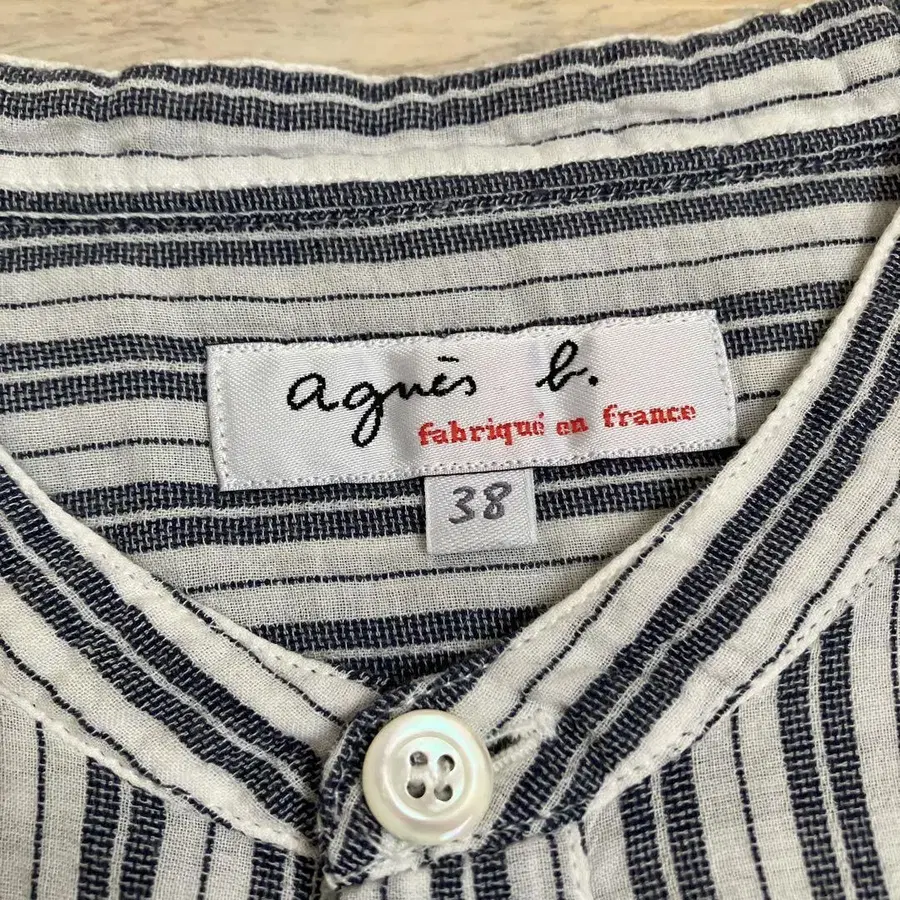 agnès b.
fabriqué en france
38